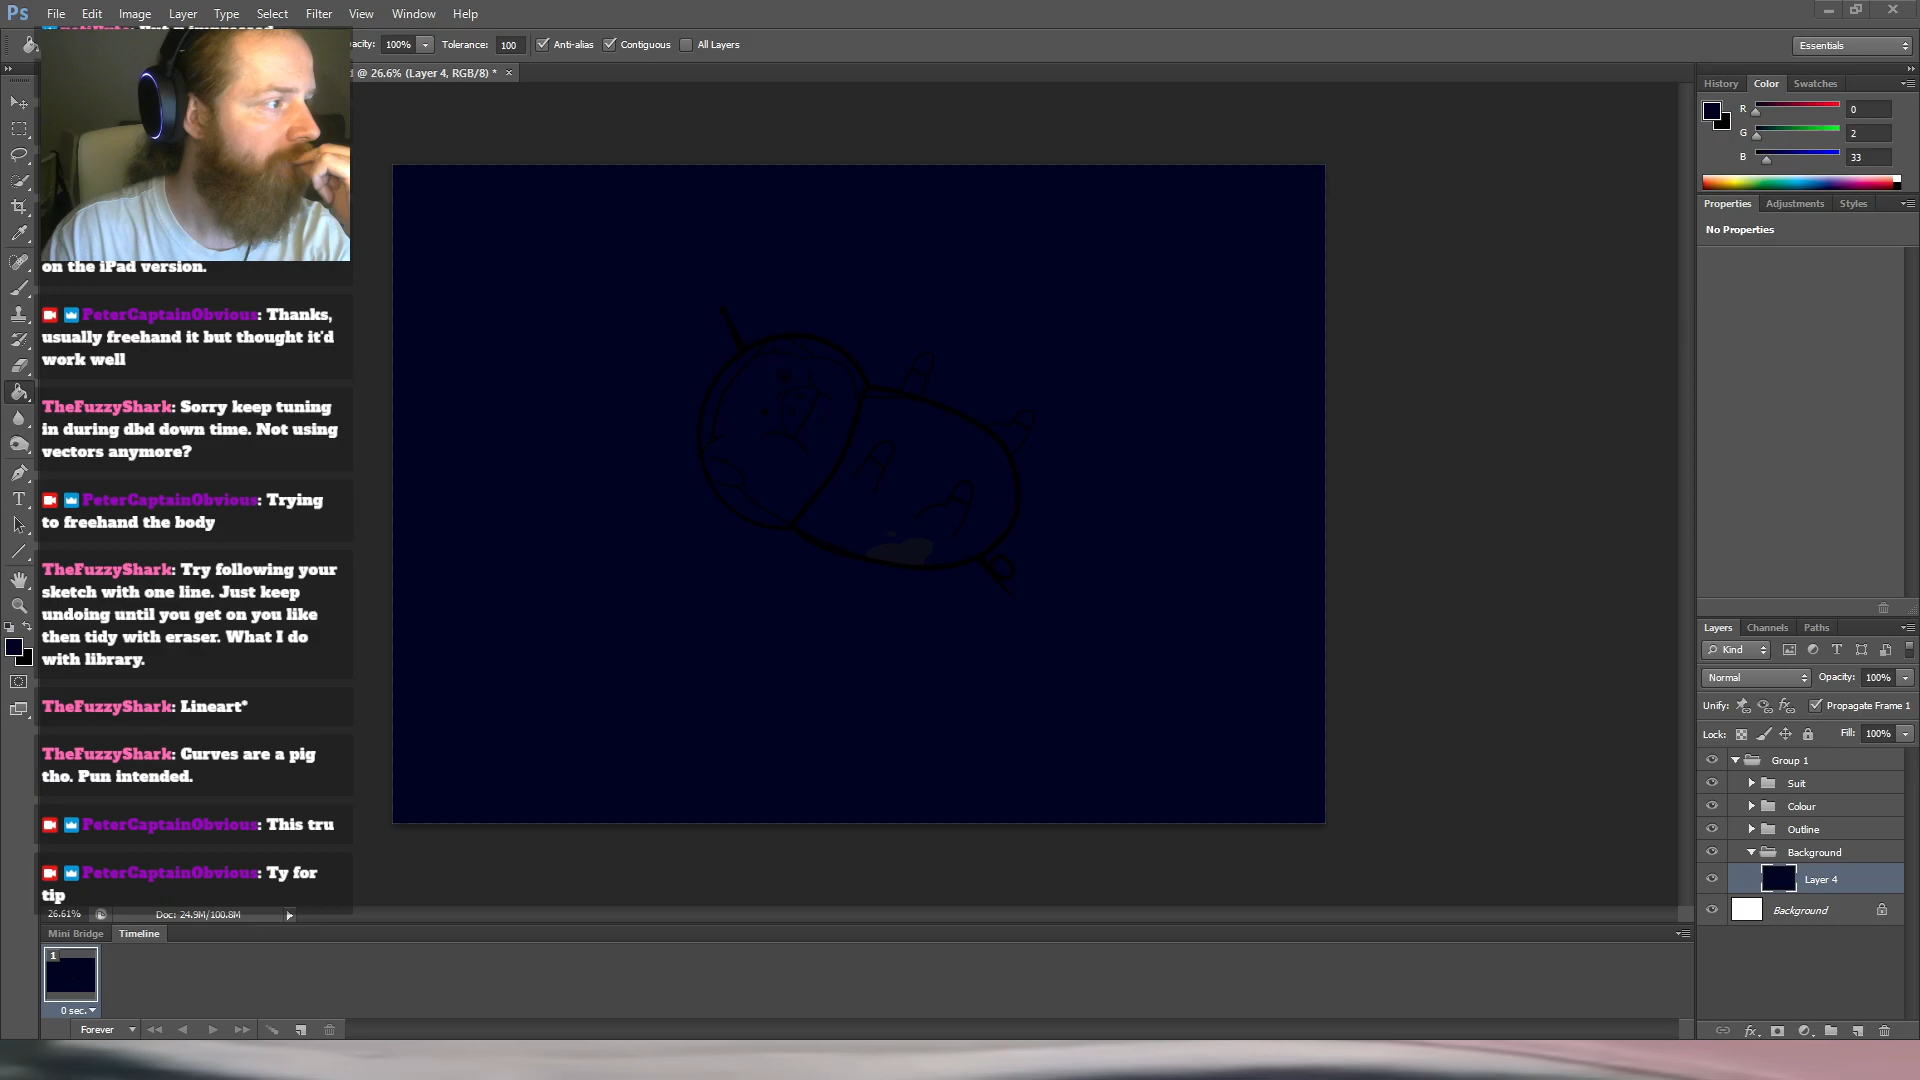 Ps File Edit Image Layer Type Select Filter View Window Help
acity: 100% Tolerance: 100 Anti-alias Contiguous All Layers Essentials
@ 26.6% (Layer 4, RGB/8) * ×
on the iPad version.
PeterCaptainObvious: Thanks,
usually freehand it but thought it'd
work well
TheFuzzyShark: Sorry keep tuning
in during dbd down time. Not using
vectors anymore?
PeterCaptainObvious: Trying
to freehand the body
TheFuzzyShark: Try following your
sketch with one line. Just keep
undoing until you get on you like
then tidy with eraser. What I do
with library.
TheFuzzyShark: Lineart*
TheFuzzyShark: Curves are a pig
tho. Pun intended.
PeterCaptainObvious: This tru
PeterCaptainObvious: Ty for
tip
26.61% Doc: 24.9M/100.8M
Mini Bridge Timeline
1
0 sec.
Forever
History Color Swatches
R 0
G 2
B 33
Properties Adjustments Styles
No Properties
Layers Channels Paths
Kind
Normal Opacity: 100%
Unify: Propagate Frame 1
Lock: Fill: 100%
Group 1
Suit
Colour
Outline
Background
Layer 4
Background